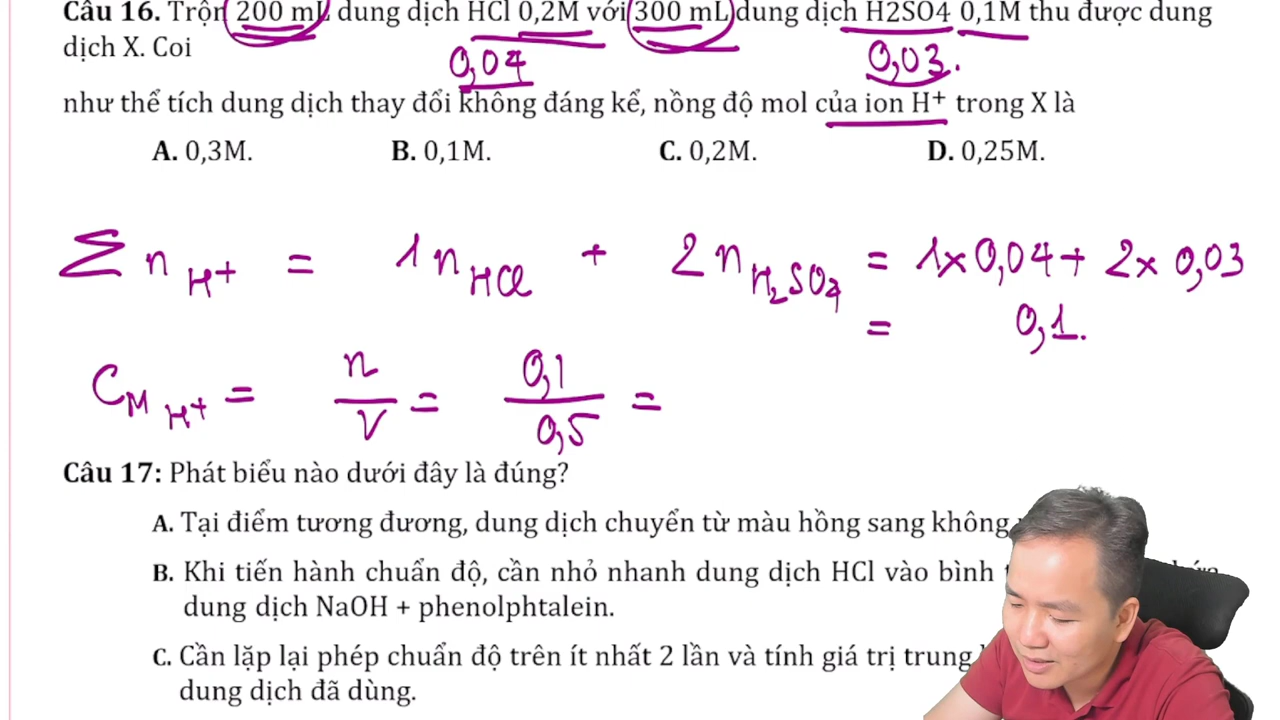 Câu 16. Trộn 200 mL dung dịch HCl 0,2M với 300 mL dung dịch H2SO4 0,1M thu được dung
dịch X. Coi
0,04 0,03.
như thể tích dung dịch thay đổi không đáng kể, nồng độ mol của ion H+ trong X là
A. 0,3M. B. 0,1M. C. 0,2M. D. 0,25M.
Σ n H+ = 1 n HCl + 2 n H2SO4 = 1 x 0,04 + 2 x 0,03
= 0,1.
CM H+ = n/V = 0,1/0,5 =
Câu 17: Phát biểu nào dưới đây là đúng?
A. Tại điểm tương đương, dung dịch chuyển từ màu hồng sang không
B. Khi tiến hành chuẩn độ, cần nhỏ nhanh dung dịch HCl vào bình
dung dịch NaOH + phenolphtalein.
C. Cần lặp lại phép chuẩn độ trên ít nhất 2 lần và tính giá trị trung
dung dịch đã dùng.